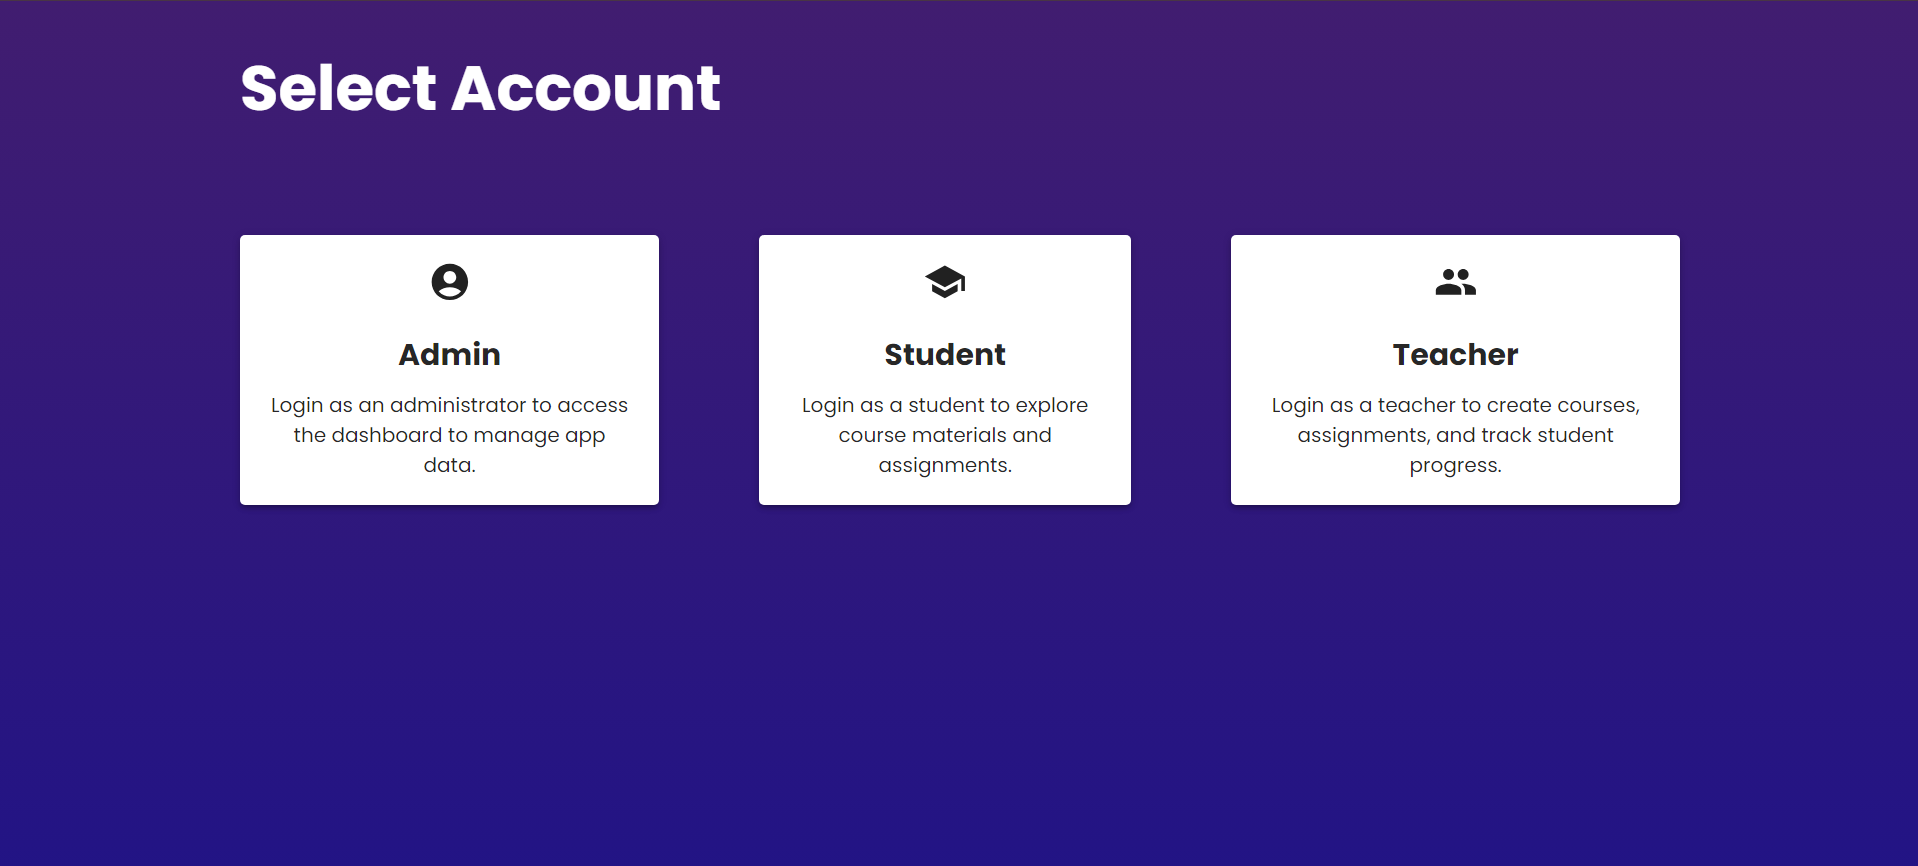 Select Account
Admin
Login as an administrator to access
the dashboard to manage app
data.
Student
Login as a student to explore
course materials and
assignments.
Teacher
Login as a teacher to create courses,
assignments, and track student
progress.